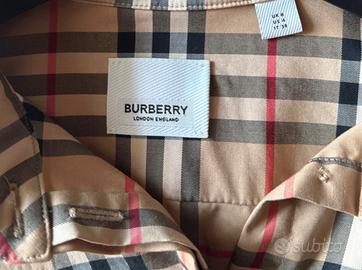 UK 6
US 4
IT 38
BURBERRY
LONDON ENGLAND
subito